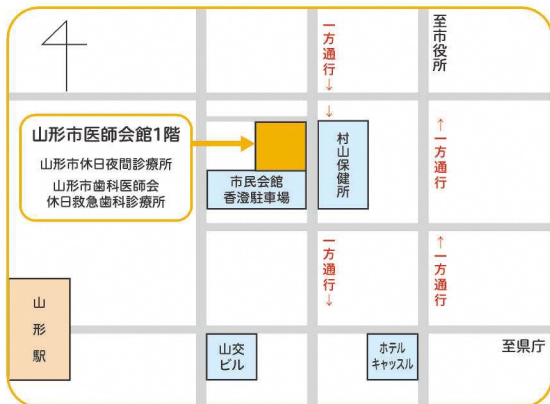 一方通行↓
至市役所
山形市医師会館1階
山形市休日夜間診療所
山形市歯科医師会
休日救急歯科診療所
↓
村山保健所
↑一方通行
市民会館
香澄駐車場
一方通行↓
↑一方通行
山形駅
山交
ビル
ホテル
キャッスル
至県庁